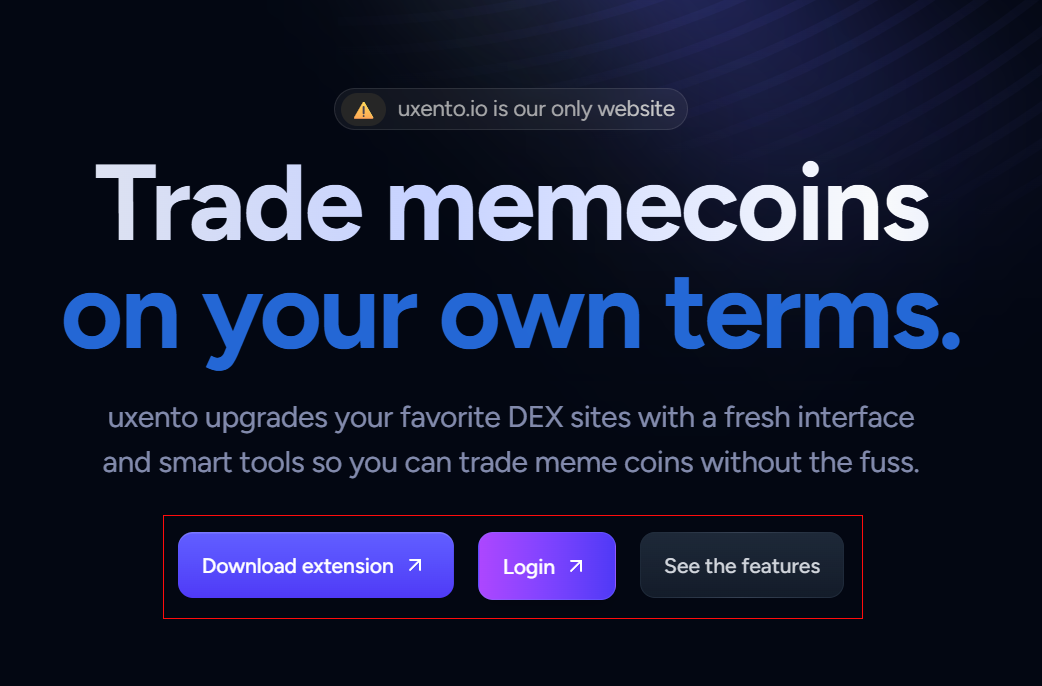 uxento.io is our only website
Trade memecoins
on your own terms.
uxento upgrades your favorite DEX sites with a fresh interface
and smart tools so you can trade meme coins without the fuss.
Download extension
Login
See the features